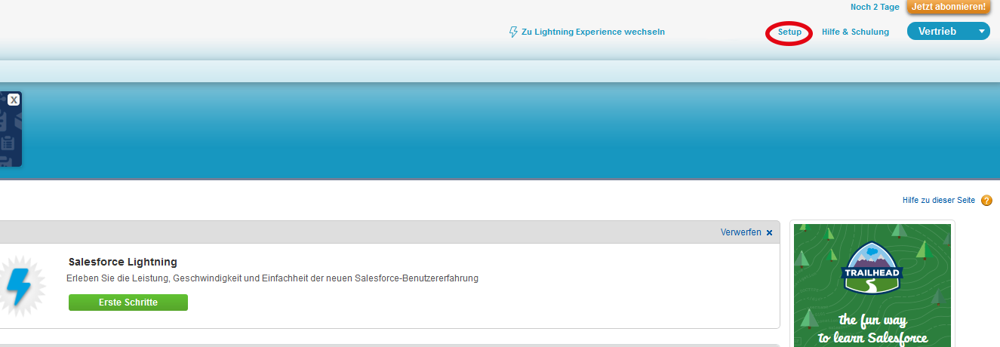 Noch 2 Tage
Jetzt abonnieren!
Zu Lightning Experience wechseln
Setup
Hilfe & Schulung
Vertrieb
X
Hilfe zu dieser Seite ?
Verwerfen x
Salesforce Lightning
Erleben Sie die Leistung, Geschwindigkeit und Einfachheit der neuen Salesforce-Benutzererfahrung
Erste Schritte
TRAILHEAD
the fun way
to learn Salesforce